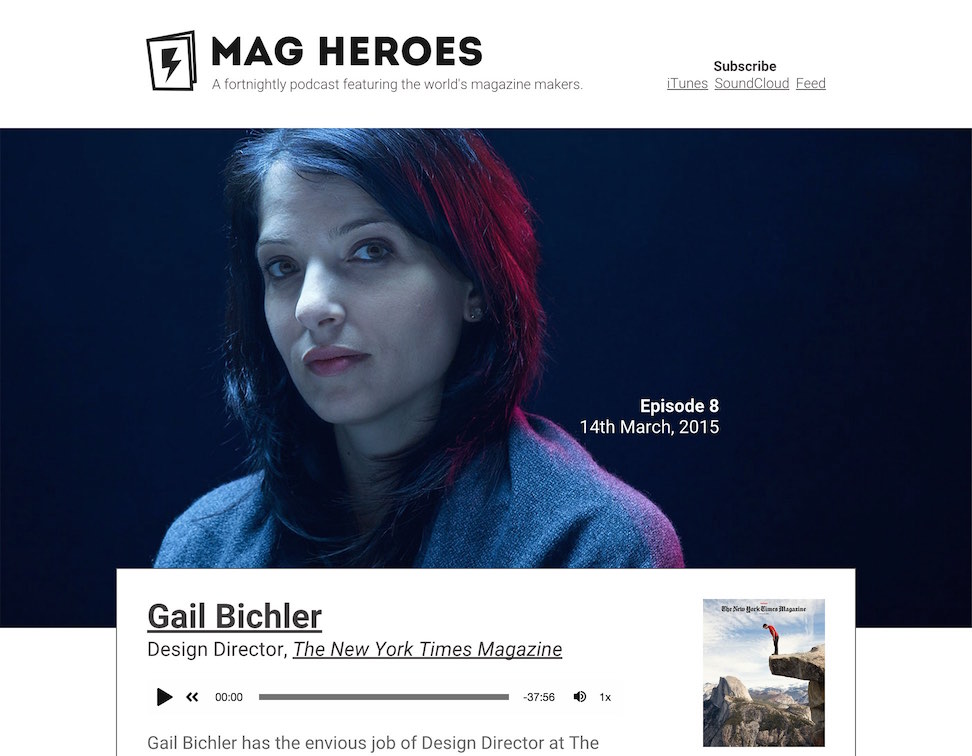 MAG HEROES
A fortnightly podcast featuring the world's magazine makers.
Subscribe
iTunes SoundCloud Feed
Episode 8
14th March, 2015
Gail Bichler
Design Director, The New York Times Magazine
The New York Times Magazine
00:00 -37:56 1x
Gail Bichler has the envious job of Design Director at The